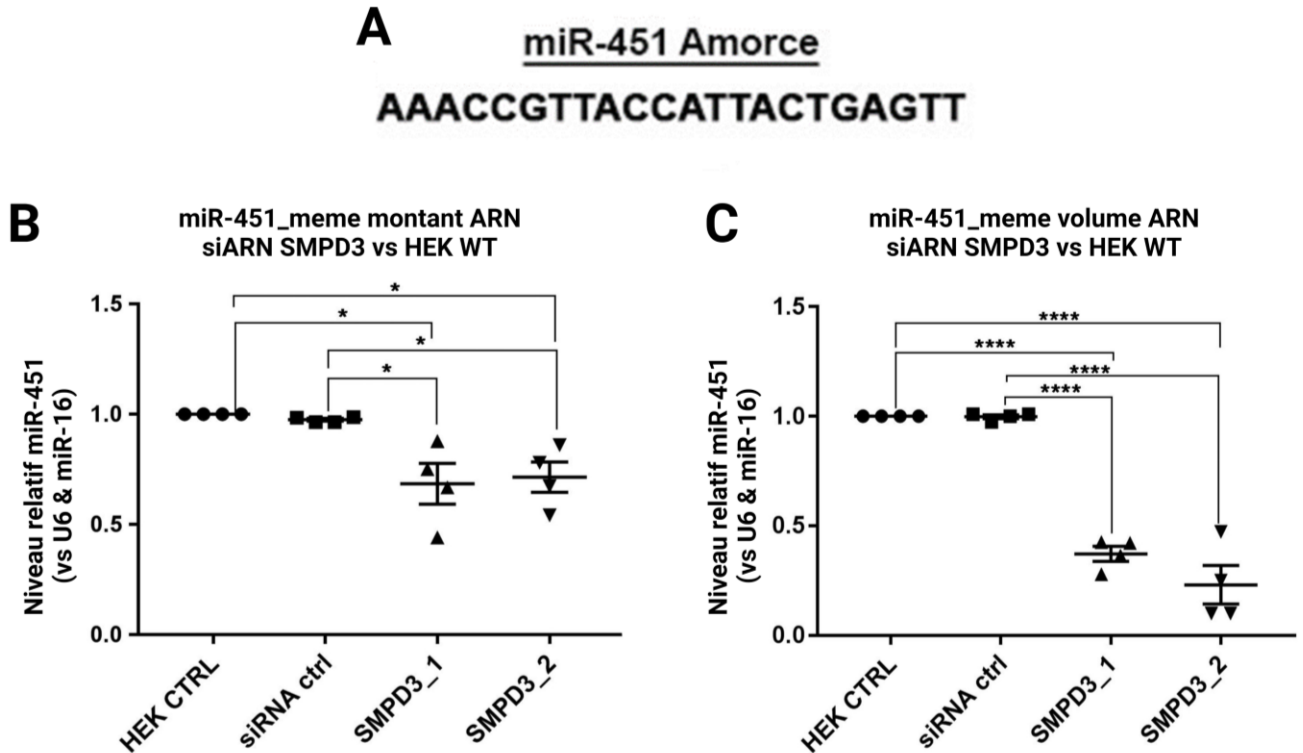 A
miR-451 Amorce
AAACCGTTACCATTACTGAGTT
B
miR-451_meme montant ARN
siARN SMPD3 vs HEK WT
Niveau relatif miR-451
(vs U6 & miR-16)
1.5
1.0
0.5
0.0
*
*
*
*
HEK CTRL
siRNA ctrl
SMPD3_1
SMPD3_2
C
miR-451_meme volume ARN
siARN SMPD3 vs HEK WT
Niveau relatif miR-451
(vs U6 & miR-16)
1.5
1.0
0.5
0.0
****
****
****
****
HEK CTRL
siRNA ctrl
SMPD3_1
SMPD3_2